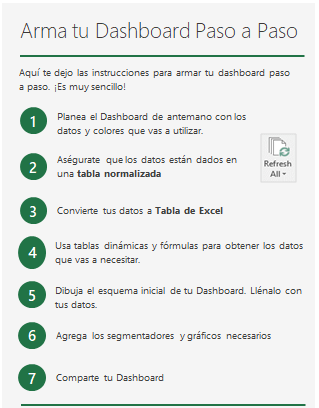 Arma tu Dashboard Paso a Paso
Aquí te dejo las instrucciones para armar tu dashboard paso
a paso. ¡Es muy sencillo!
1 Planea el Dashboard de antemano con los
datos y colores que vas a utilizar.
2 Aségurate que los datos están dados en
una tabla normalizada
Refresh
All
3 Convierte tus datos a Tabla de Excel
4 Usa tablas dinámicas y fórmulas para obtener los datos
que vas a necesitar.
5 Dibuja el esquema inicial de tu Dashboard. Llénalo con
tus datos.
6 Agrega los segmentadores y gráficos necesarios
7 Comparte tu Dashboard